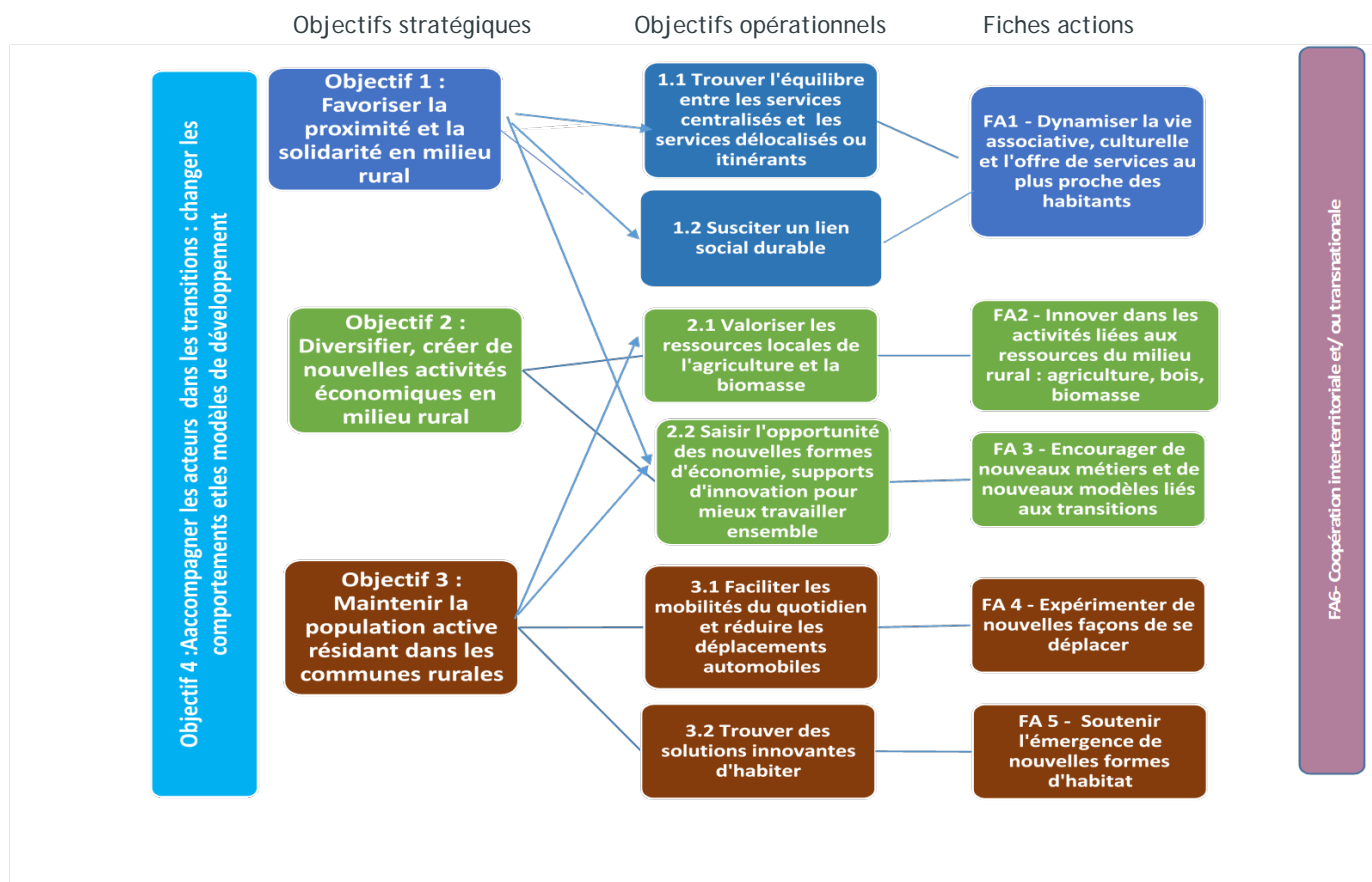 Objectifs stratégiques
Objectifs opérationnels
Fiches actions
Objectif 4 :Aaccompagner les acteurs dans les transitions : changer les
comportements etles modèles de développement
Objectif 1 :
Favoriser la
proximité et la
solidarité en milieu
rural
1.1 Trouver l'équilibre
entre les services
centralisés et les
services délocalisés ou
itinérants
1.2 Susciter un lien
social durable
FA1 - Dynamiser la vie
associative, culturelle
et l'offre de services au
plus proche des
habitants
Objectif 2 :
Diversifier, créer de
nouvelles activités
économiques en
milieu rural
2.1 Valoriser les
ressources locales de
l'agriculture et la
biomasse
FA2 - Innover dans les
activités liées aux
ressources du milieu
rural : agriculture, bois,
biomasse
2.2 Saisir l'opportunité
des nouvelles formes
d'économie, supports
d'innovation pour
mieux travailler
ensemble
FA 3 - Encourager de
nouveaux métiers et de
nouveaux modèles liés
aux transitions
Objectif 3 :
Maintenir la
population active
résidant dans les
communes rurales
3.1 Faciliter les
mobilités du quotidien
et réduire les
déplacements
automobiles
FA 4 - Expérimenter de
nouvelles façons de se
déplacer
3.2 Trouver des
solutions innovantes
d'habiter
FA 5 - Soutenir
l'émergence de
nouvelles formes
d'habitat
FA6- Coopération interterritoriale et/ ou transnationale